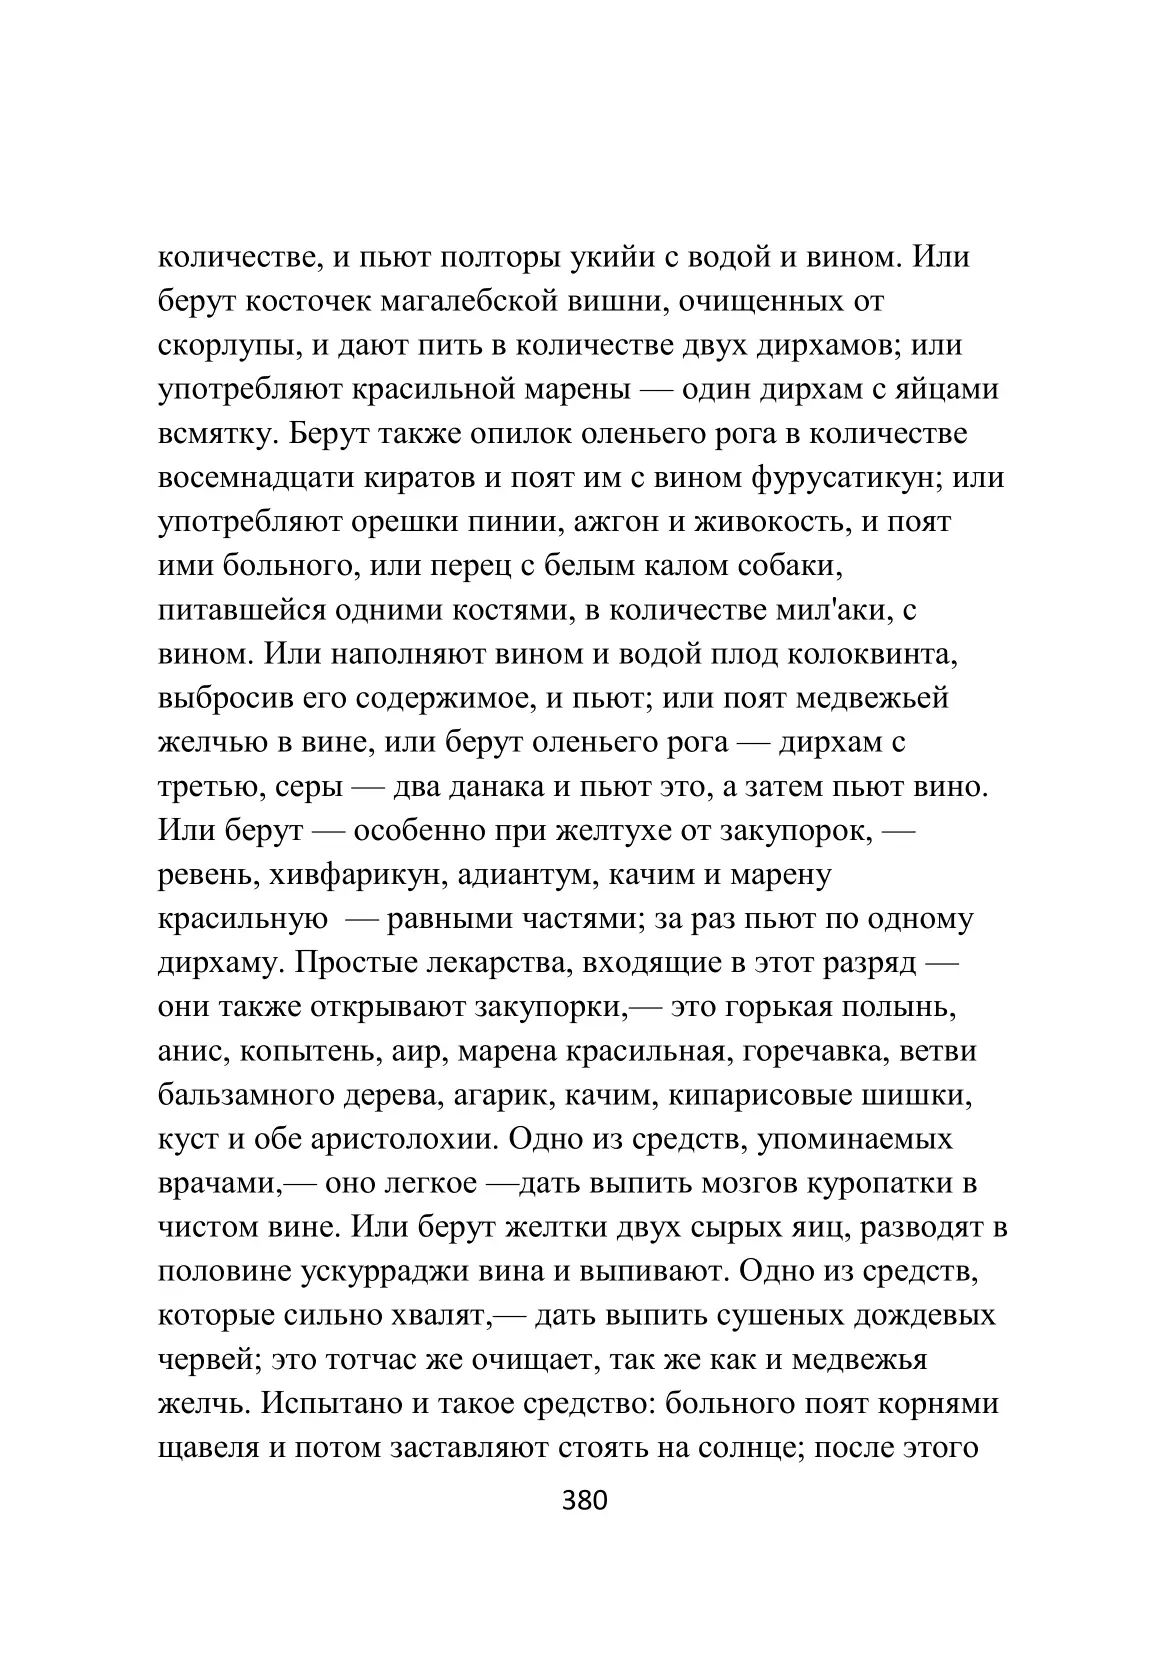 количестве, и пьют полторы укийи с водой и вином. Или
берут косточек магалебской вишни, очищенных от
скорлупы, и дают пить в количестве двух дирхамов; или
употребляют красильной марены — один дирхам с яйцами
всмятку. Берут также опилок оленьего рога в количестве
восемнадцати киратов и поят им с вином фурусатикун; или
употребляют орешки пинии, ажгон и живокость, и поят
ими больного, или перец с белым калом собаки,
питавшейся одними костями, в количестве мил'аки, с
вином. Или наполняют вином и водой плод колоквинта,
выбросив его содержимое, и пьют; или поят медвежьей
желчью в вине, или берут оленьего рога — дирхам с
третью, серы — два данака и пьют это, а затем пьют вино.
Или берут — особенно при желтухе от закупорок, —
ревень, хивфарикун, адиантум, качим и марену
красильную — равными частями; за раз пьют по одному
дирхаму. Простые лекарства, входящие в этот разряд —
они также открывают закупорки,— это горькая полынь,
анис, копытень, аир, марена красильная, горечавка, ветви
бальзамного дерева, агарик, качим, кипарисовые шишки,
куст и обе аристолохии. Одно из средств, упоминаемых
врачами,— оно легкое —дать выпить мозгов куропатки в
чистом вине. Или берут желтки двух сырых яиц, разводят в
половине ускурраджи вина и выпивают. Одно из средств,
которые сильно хвалят,— дать выпить сушеных дождевых
червей; это тотчас же очищает, так же как и медвежья
желчь. Испытано и такое средство: больного поят корнями
щавеля и потом заставляют стоять на солнце; после этого
380